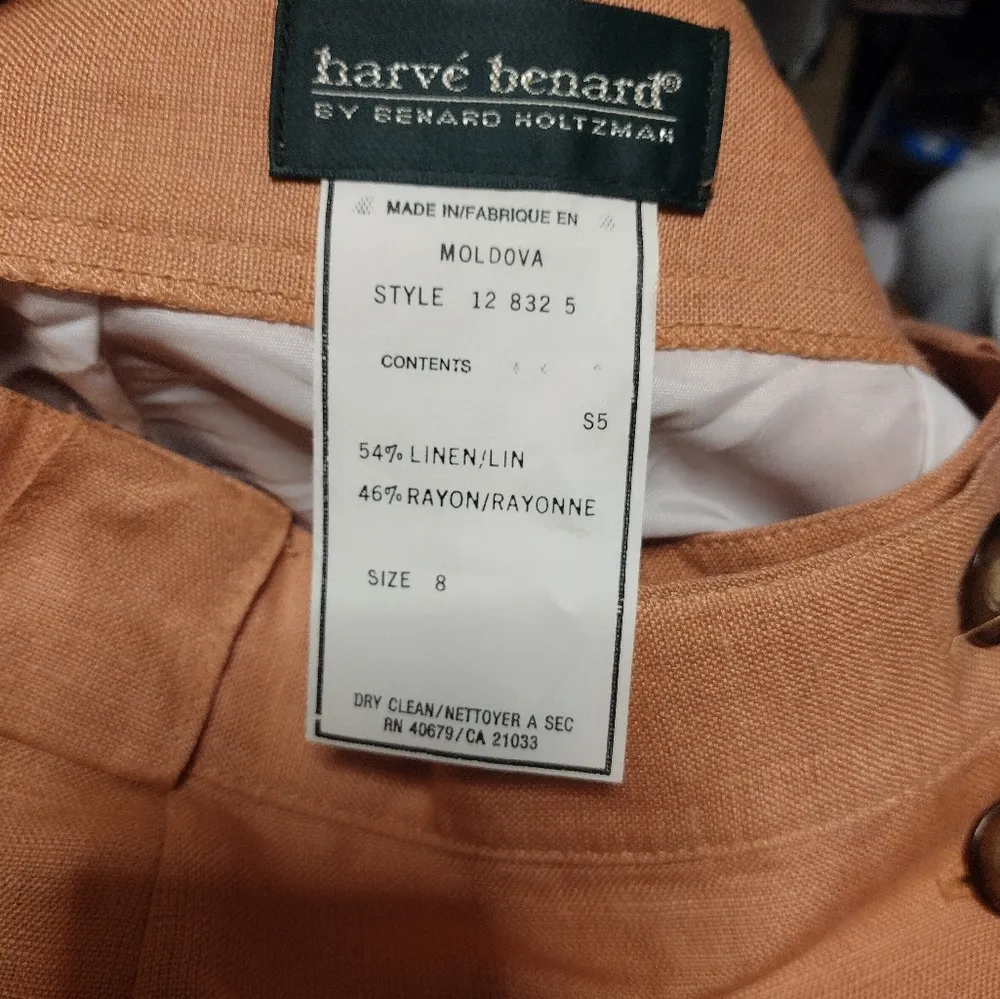 harvé benard®
BY BENARD HOLTZMAN
MADE IN/FABRIQUE EN
MOLDOVA
STYLE 12 832 5
CONTENTS
S5
54% LINEN/LIN
46% RAYON/RAYONNE
SIZE 8
DRY CLEAN/NETTOYER A SEC
RN 40679/CA 21033